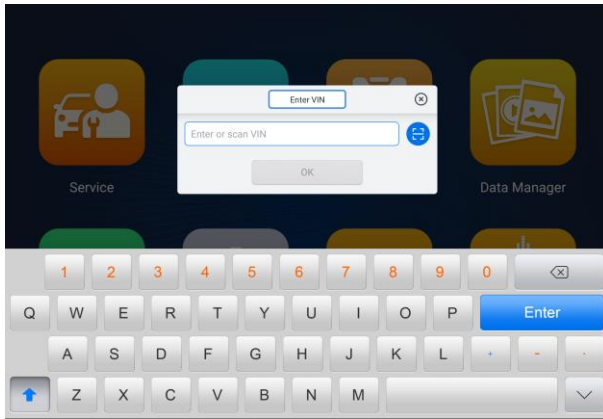 Enter VIN
Enter or scan VIN
OK
Service
Data Manager
1 2 3 4 5 6 7 8 9 0
Q W E R T Y U I O P Enter
A S D F G H J K L + - .
Z X C V B N M